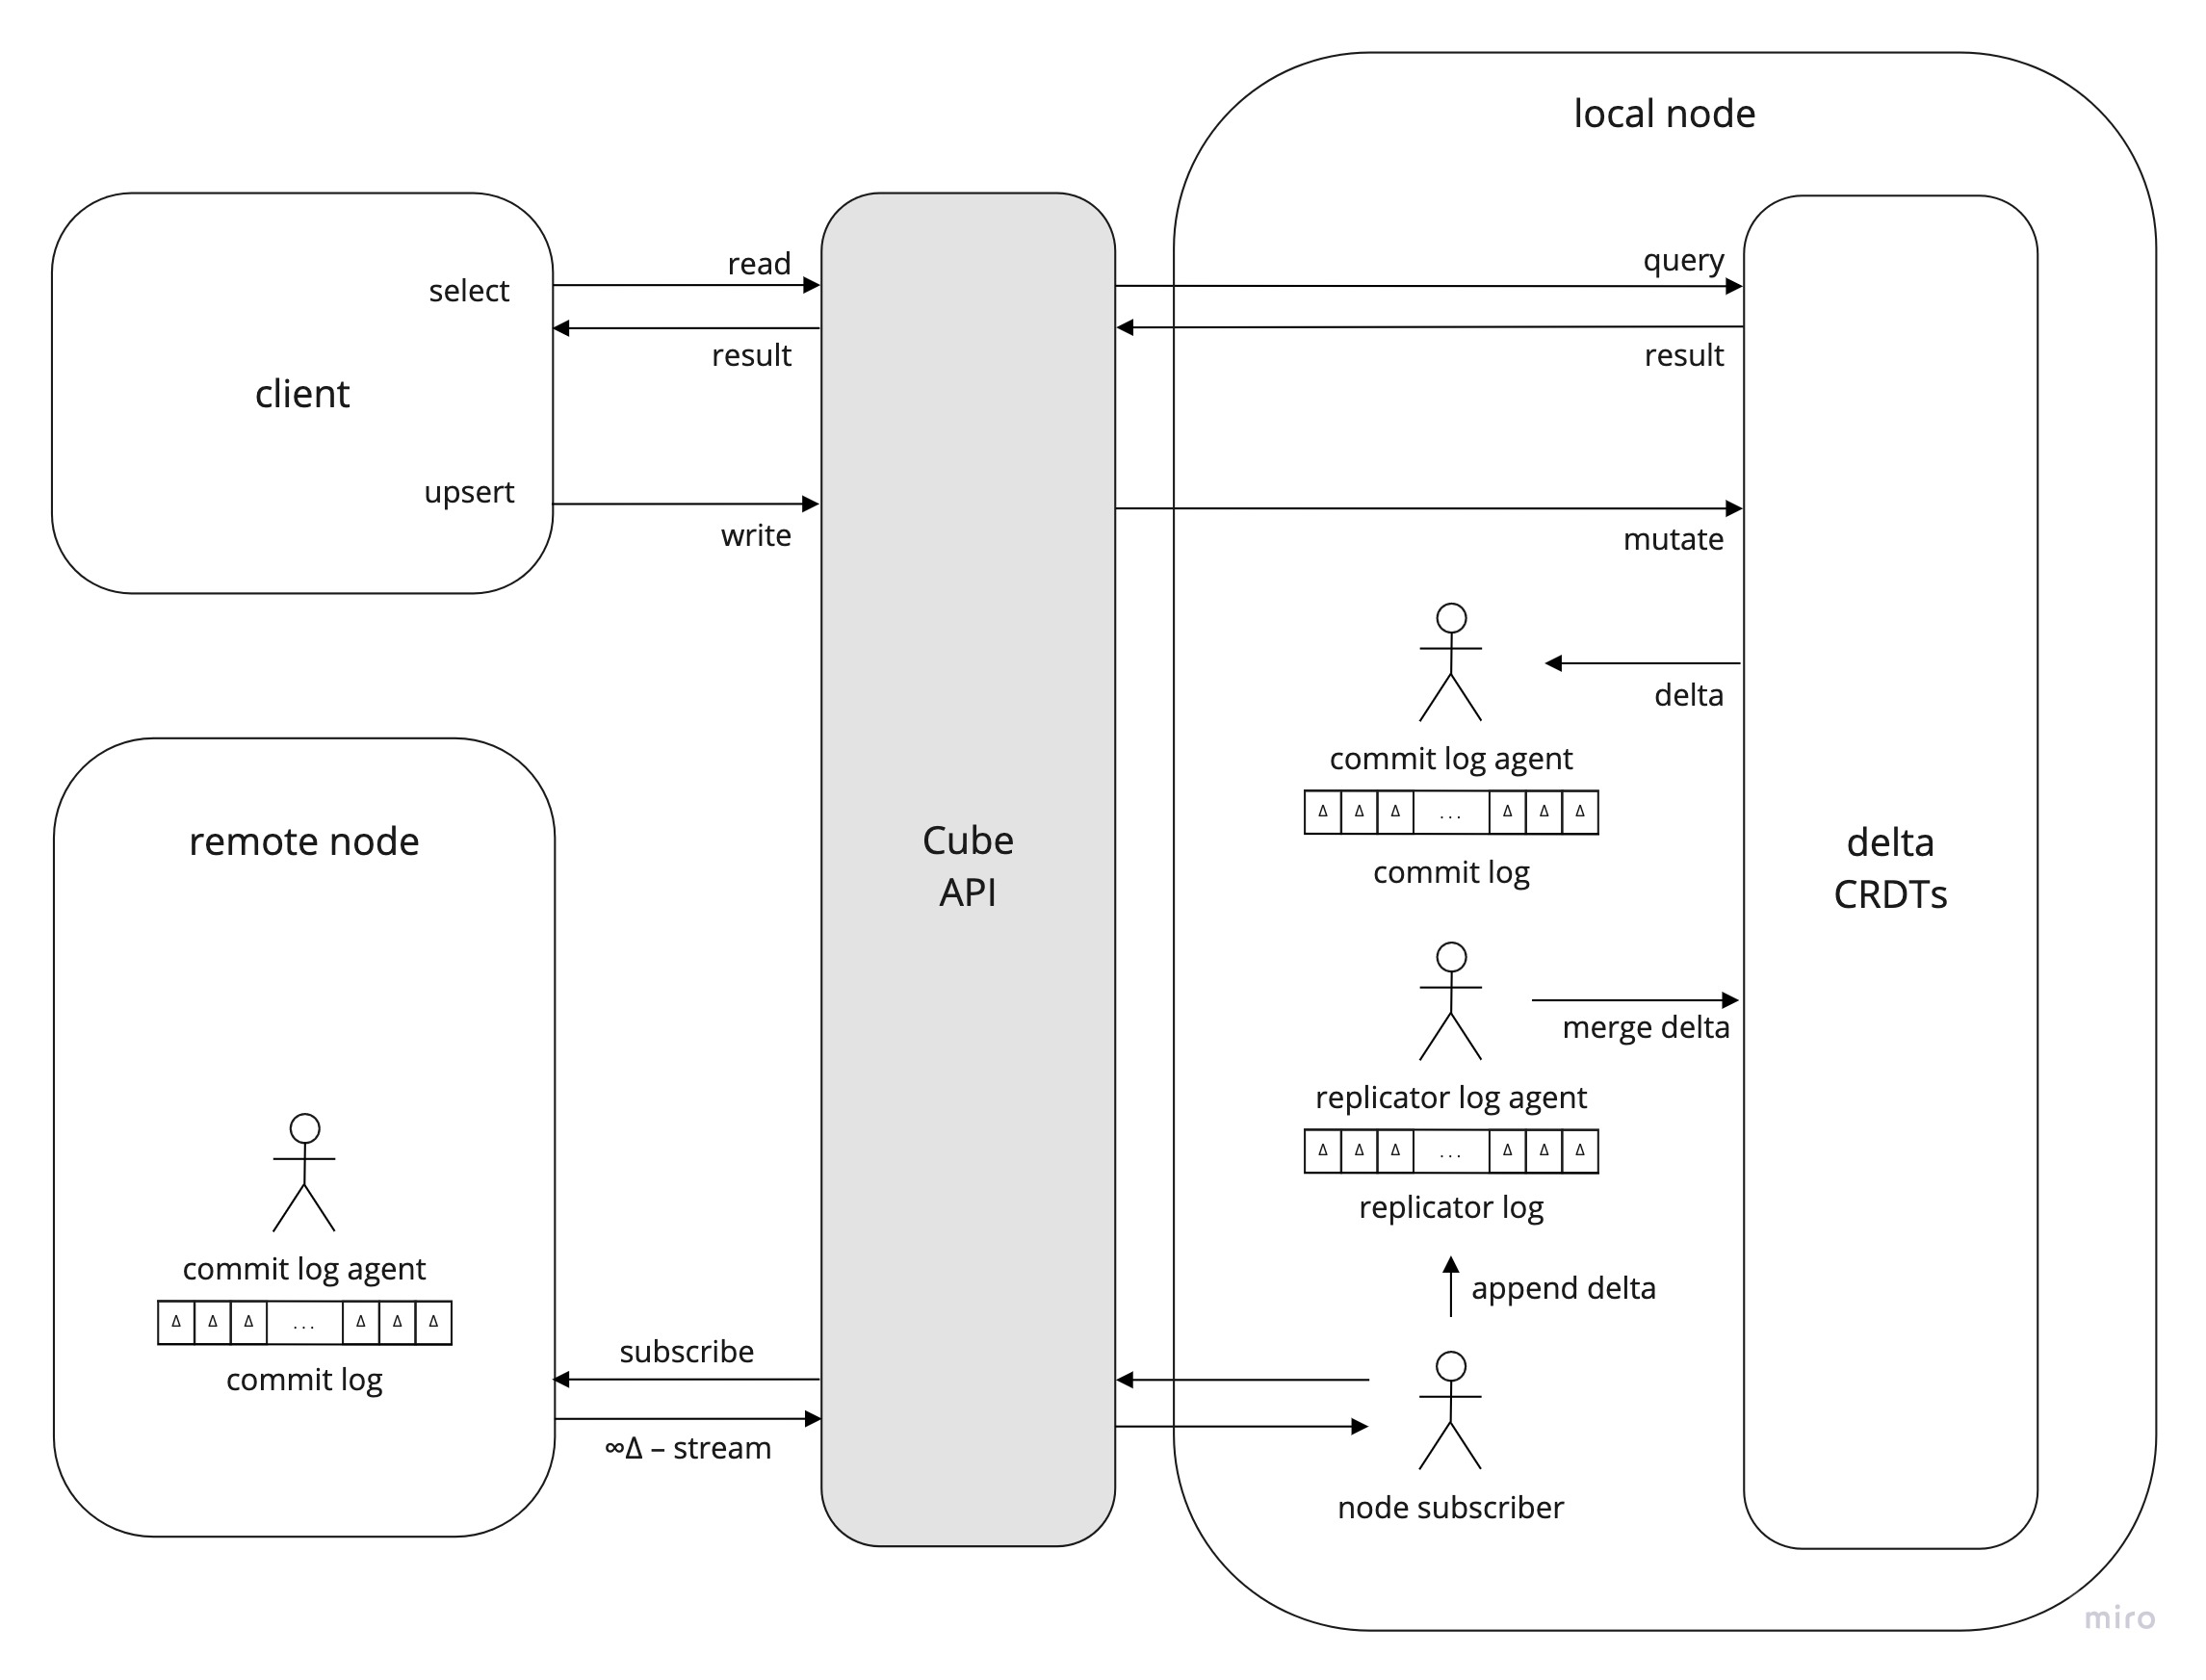 local node
read
query
select
result
result
client
upsert
write
mutate
delta
commit log agent
Δ Δ Δ ... Δ Δ Δ
commit log
remote node
Cube
API
delta
CRDTs
merge delta
replicator log agent
Δ Δ Δ ... Δ Δ Δ
replicator log
commit log agent
Δ Δ Δ ... Δ Δ Δ
commit log
append delta
subscribe
∞Δ – stream
node subscriber
miro